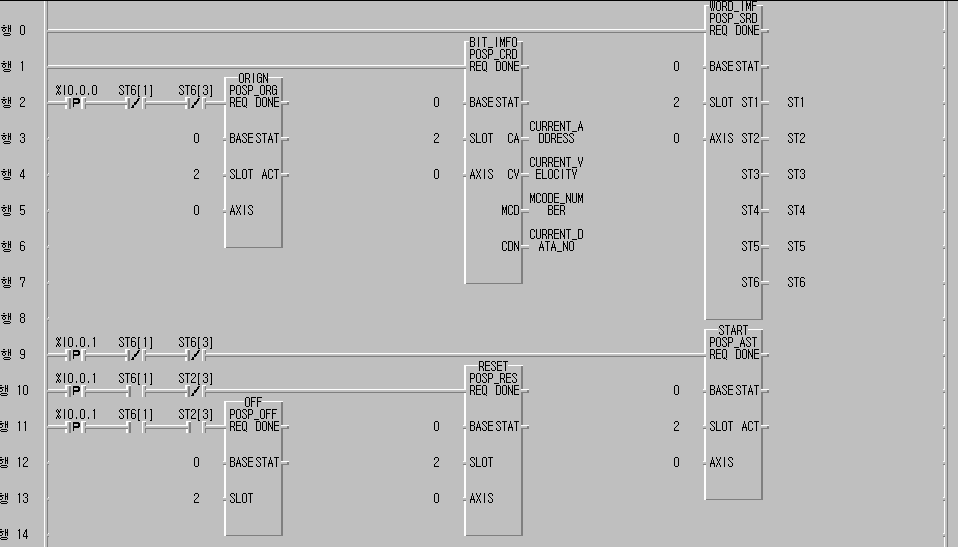 WORD_IMF
행 0 POSP_SRD
REQ DONE
BIT_IMFO
POSP_CRD
행 1 REQ DONE 0 BASE STAT
ORIGN
%I0.0.0 ST6[1] ST6[3] POSP_ORG
행 2 P REQ DONE 0 BASE STAT 2 SLOT ST1 ST1
CURRENT_A
행 3 0 BASE STAT 2 SLOT CA DDRESS 0 AXIS ST2 ST2
CURRENT_V
행 4 2 SLOT ACT 0 AXIS CV ELOCITY ST3 ST3
MCODE_NUM
행 5 0 AXIS MCD BER ST4 ST4
CURRENT_D
행 6 CDN ATA_NO ST5 ST5
행 7 ST6 ST6
행 8
START
%I0.0.1 ST6[1] ST6[3] POSP_AST
행 9 P REQ DONE
RESET
%I0.0.1 ST6[1] ST2[3] POSP_RES
행 10 P REQ DONE 0 BASE STAT
OFF
%I0.0.1 ST6[1] ST2[3] POSP_OFF
행 11 P REQ DONE 0 BASE STAT 2 SLOT ACT
행 12 0 BASE STAT 2 SLOT 0 AXIS
행 13 2 SLOT 0 AXIS
행 14